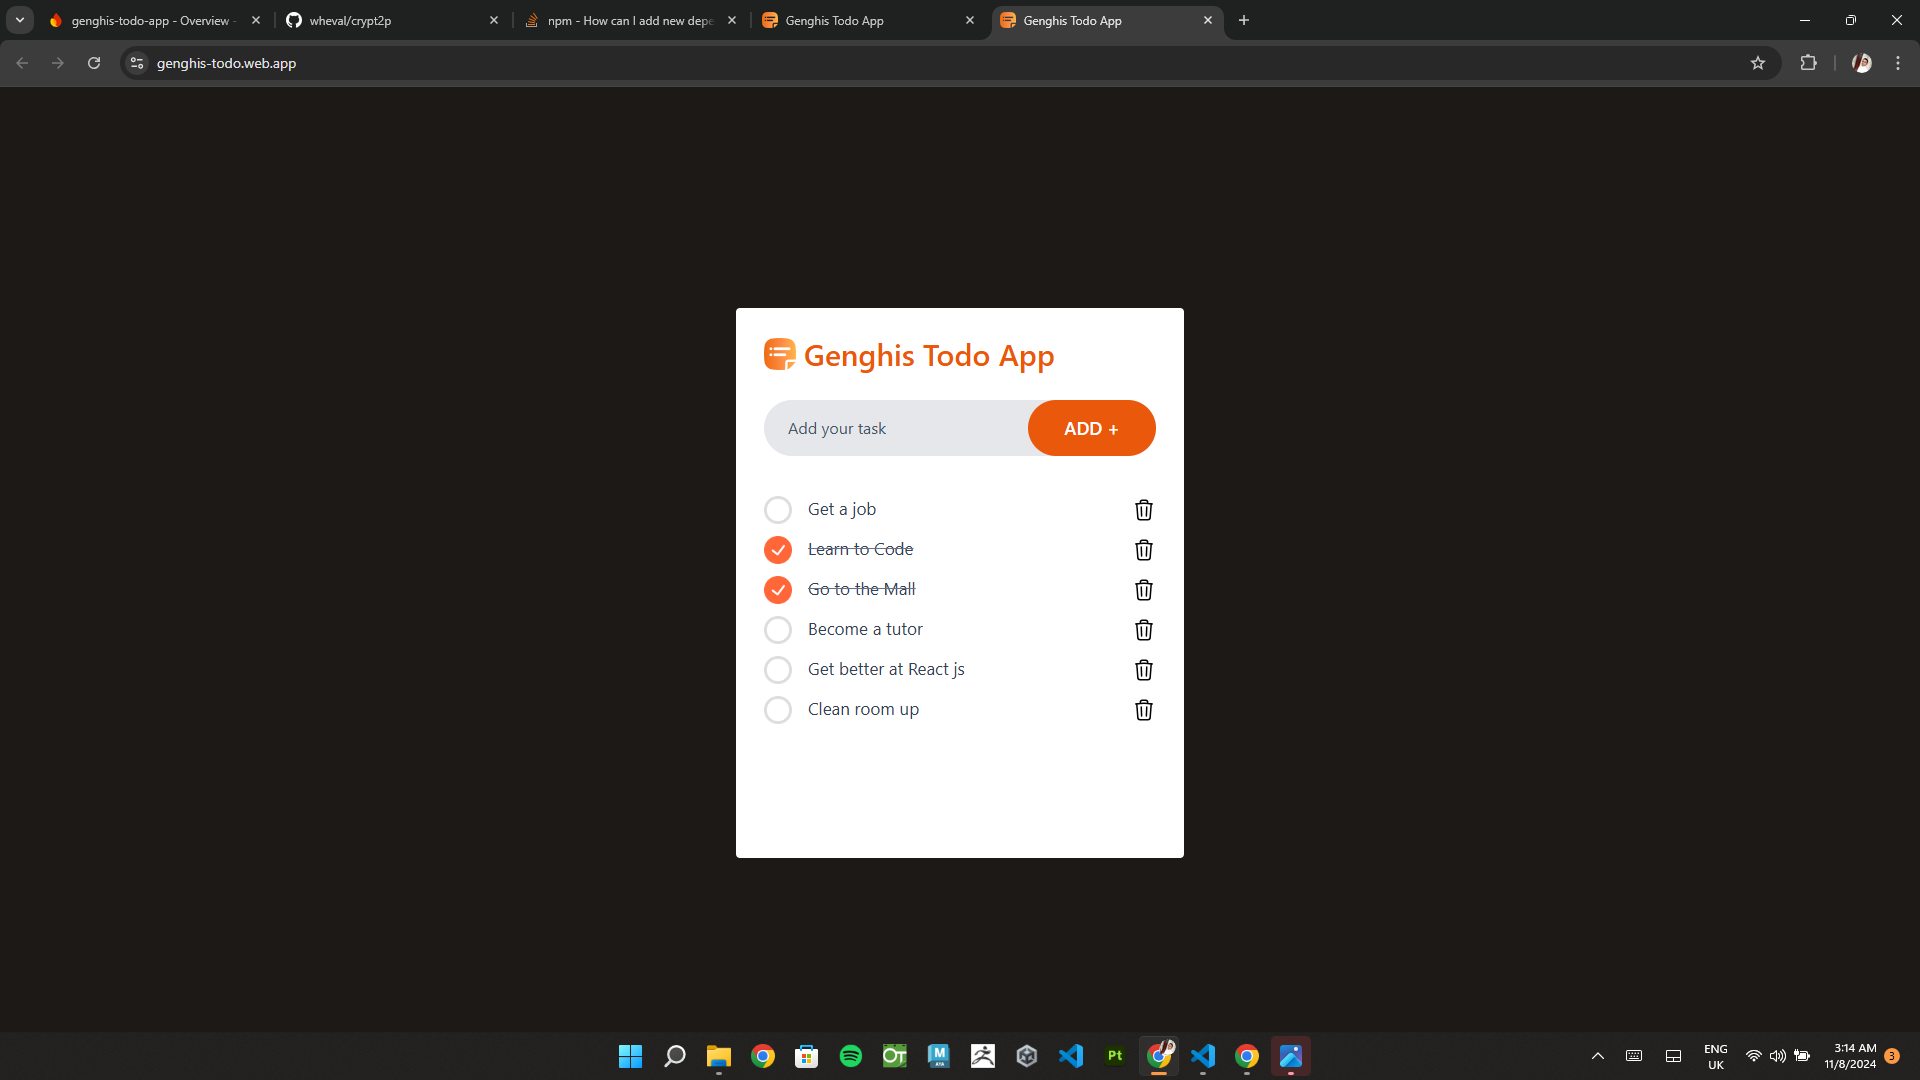 genghis-todo-app - Overview -
wheval/crypt2p
npm - How can I add new depe
Genghis Todo App
Genghis Todo App
genghis-todo.web.app
Genghis Todo App
Add your task
ADD +
Get a job
Learn to Code
Go to the Mall
Become a tutor
Get better at React js
Clean room up
OT
M
AYA
Pt
ENG
UK
3:14 AM
11/8/2024
3